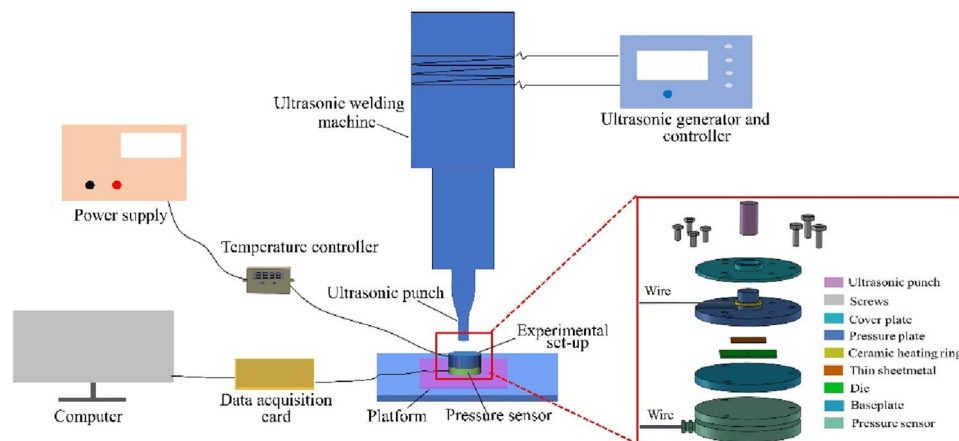 Ultrasonic welding
machine
Ultrasonic generator and
controller
Power supply
Temperature controller
Ultrasonic punch
Experimental
set-up
Computer
Data acquisition
card
Platform
Pressure sensor
Wire
Wire
Ultrasonic punch
Screws
Cover plate
Pressure plate
Ceramic heating ring
Thin sheetmetal
Die
Baseplate
Pressure sensor